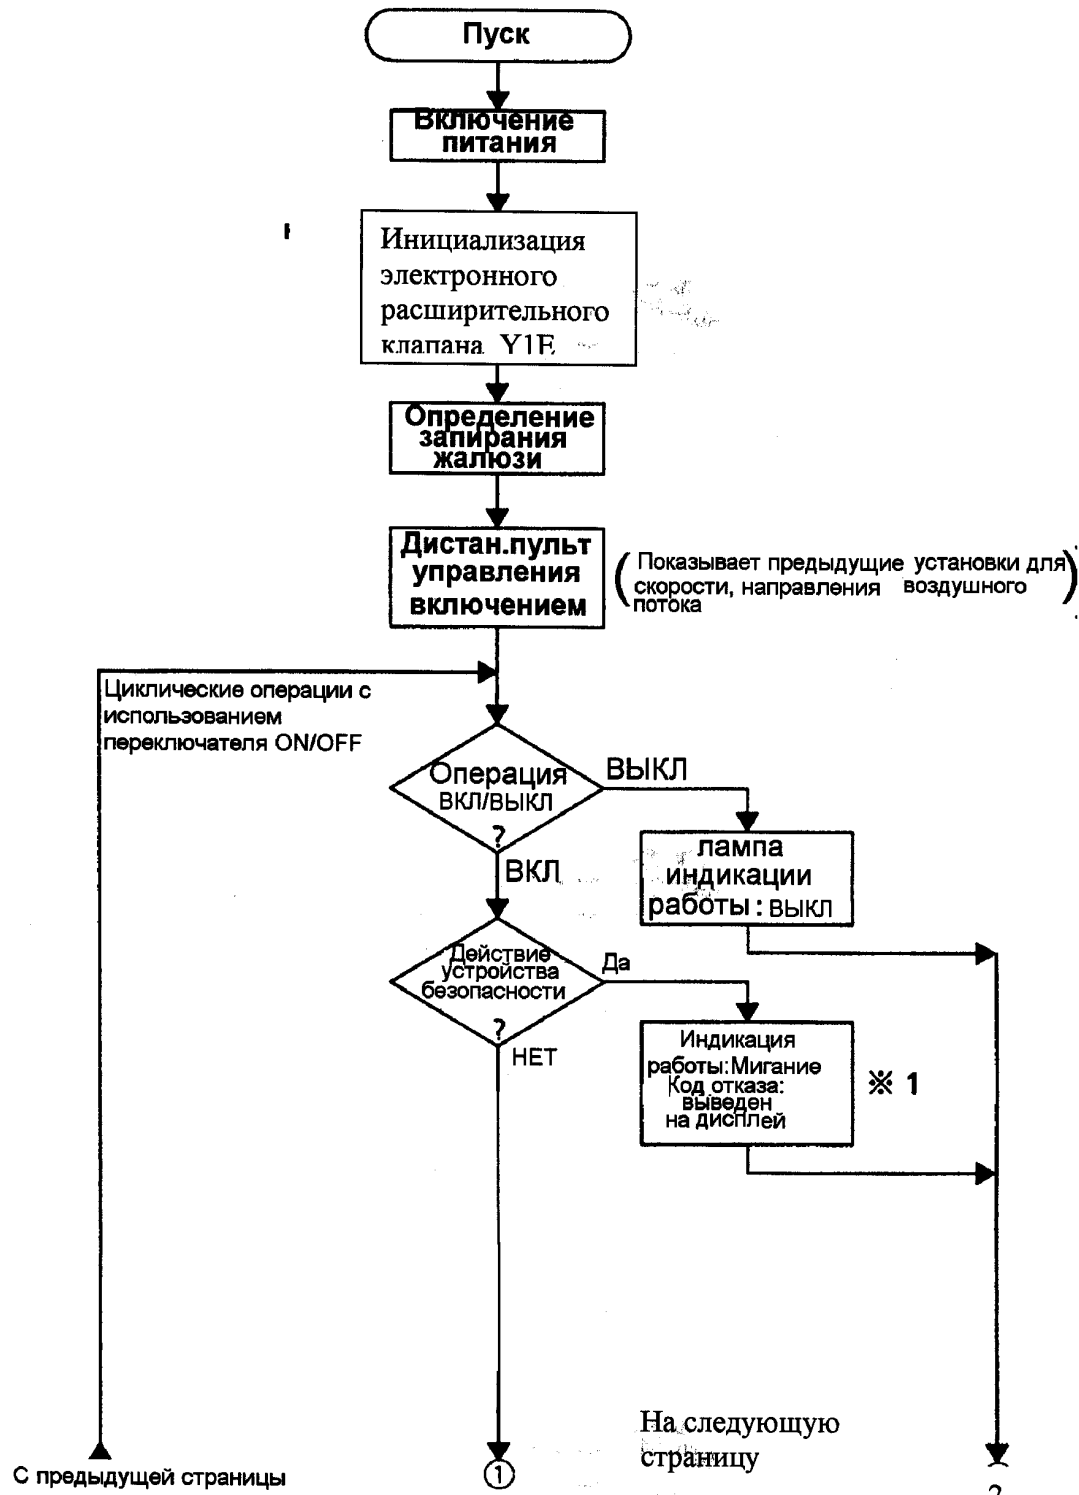 Пуск
Включение
питания
Инициализация
электронного
расширительного
клапана Y1E
Определение
запирания
жалюзи
Дистан.пульт
управления
включением
(Показывает предыдущие установки для
скорости, направления воздушного
потока)
Циклические операции с
использованием
переключателя ON/OFF
Операция
ВКЛ/ВЫКЛ
?
ВЫКЛ
ВКЛ
лампа
индикации
работы : ВЫКЛ
Действие
устройства
безопасности
?
Да
НЕТ
Индикация
работы:Мигание
Код отказа:
выведен
на дисплей
※ 1
На следующую
страницу
С предыдущей страницы
①
2